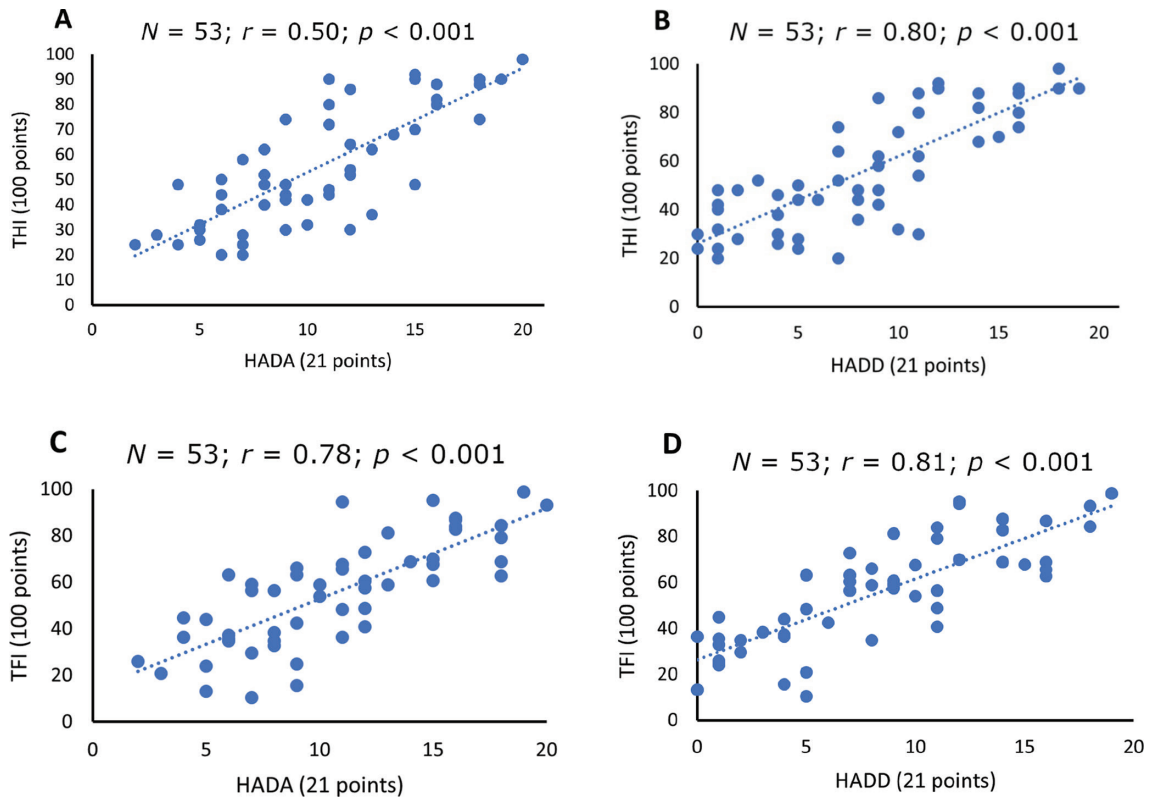 A
N = 53; r = 0.50; p < 0.001
100
90
80
70
60
50
40
30
20
10
0
THI (100 points)
0 5 10 15 20
HADA (21 points)
B
N = 53; r = 0.80; p < 0.001
100
80
60
40
20
0
THI (100 points)
0 5 10 15 20
HADD (21 points)
C
N = 53; r = 0.78; p < 0.001
100
80
60
40
20
0
TFI (100 points)
0 5 10 15 20
HADA (21 points)
D
N = 53; r = 0.81; p < 0.001
100
80
60
40
20
0
TFI (100 points)
0 5 10 15 20
HADD (21 points)